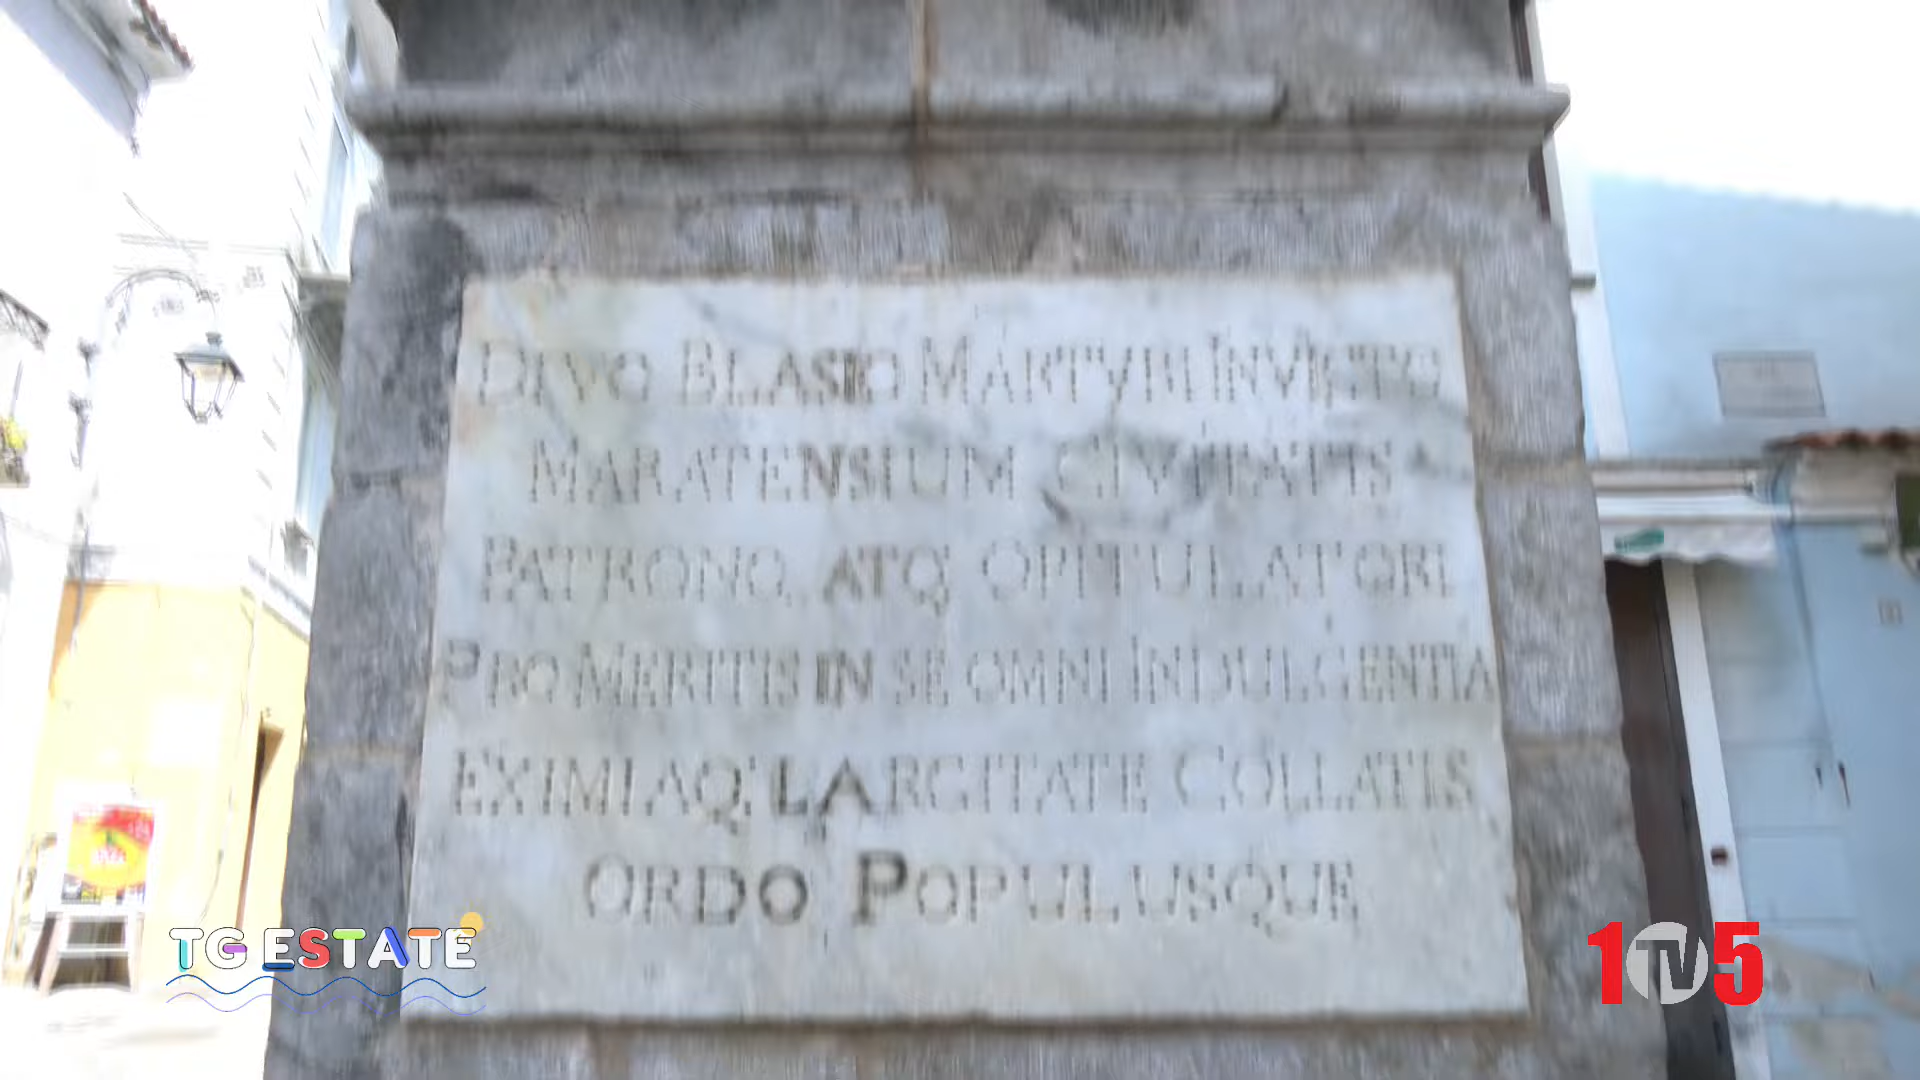 DIVO BLASIO MARTYRI INVICTO
MARATENSIUM CIVITATIS
PATRONO, ATQ' OPITULATORI
PRO MERITIS IN SE OMNI INDULGENTIA
EXIMIAQ' LARGITATE COLLATIS
ORDO POPULUSQUE
TG ESTATE
1TV5